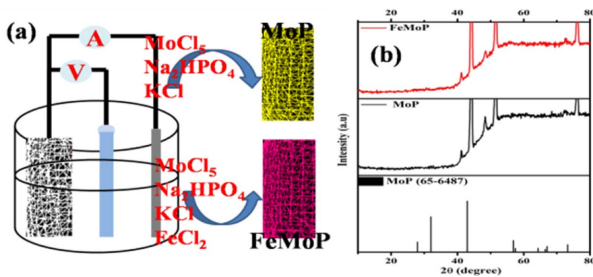 (a)
A
V
MoCl5
Na2HPO4
KCl
MoP
MoCl5
Na2HPO4
KCl
FeCl2
FeMoP
(b)
FeMoP
MoP
MoP (65-6487)
Intensity (a.u)
20 40 60 80
2θ (degree)